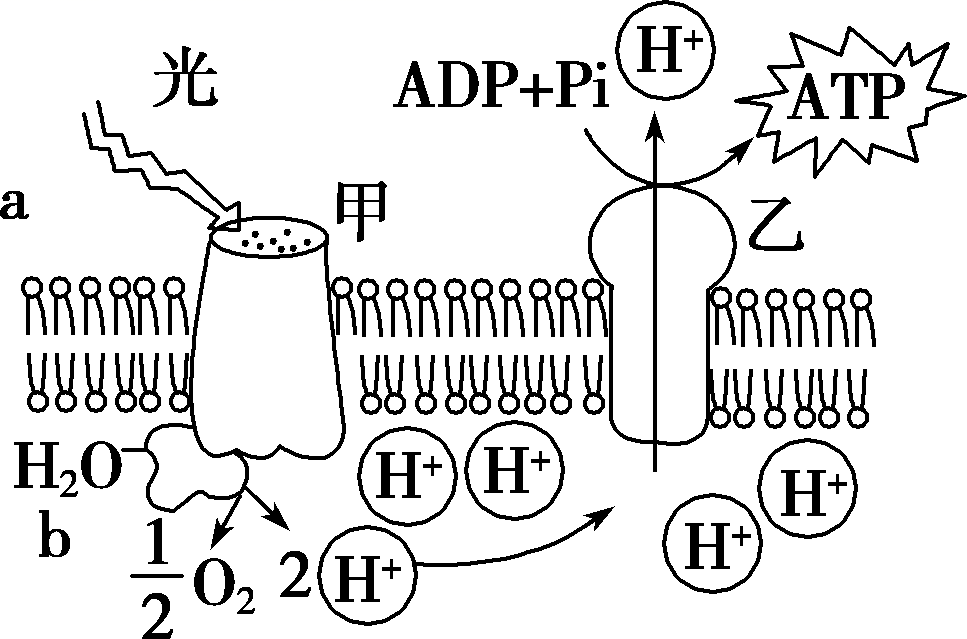 光
ADP+Pi
H⁺
ATP
a
甲
乙
H₂O
H⁺
H⁺
H⁺
H⁺
b
1/2 O₂
2 H⁺